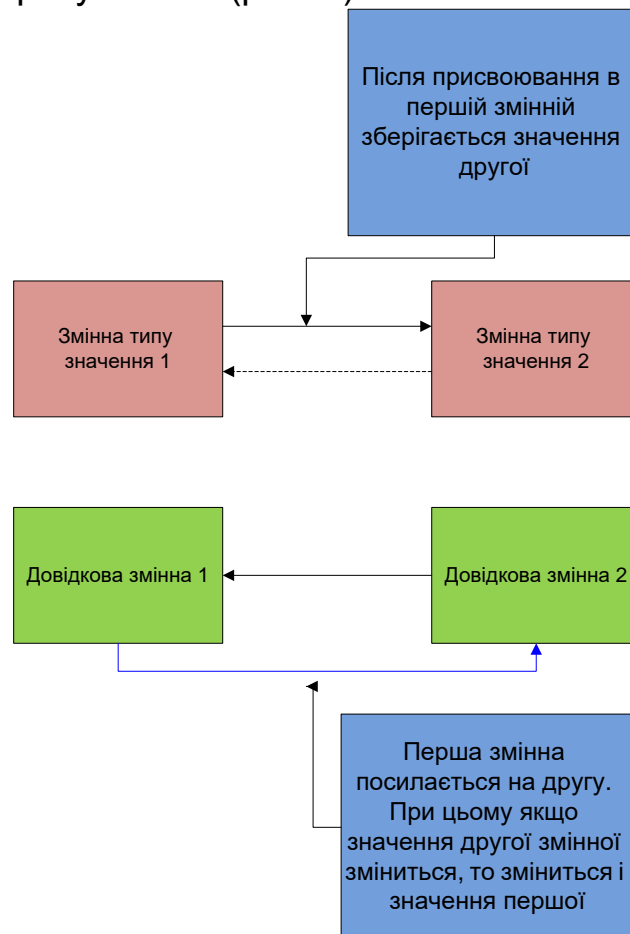 Після присвоювання в
першій змінній
зберігається значення
другої
Змінна типу
значення 1
Змінна типу
значення 2
Довідкова змінна 1
Довідкова змінна 2
Перша змінна
посилається на другу.
При цьому якщо
значення другої змінної
зміниться, то зміниться і
значення першої